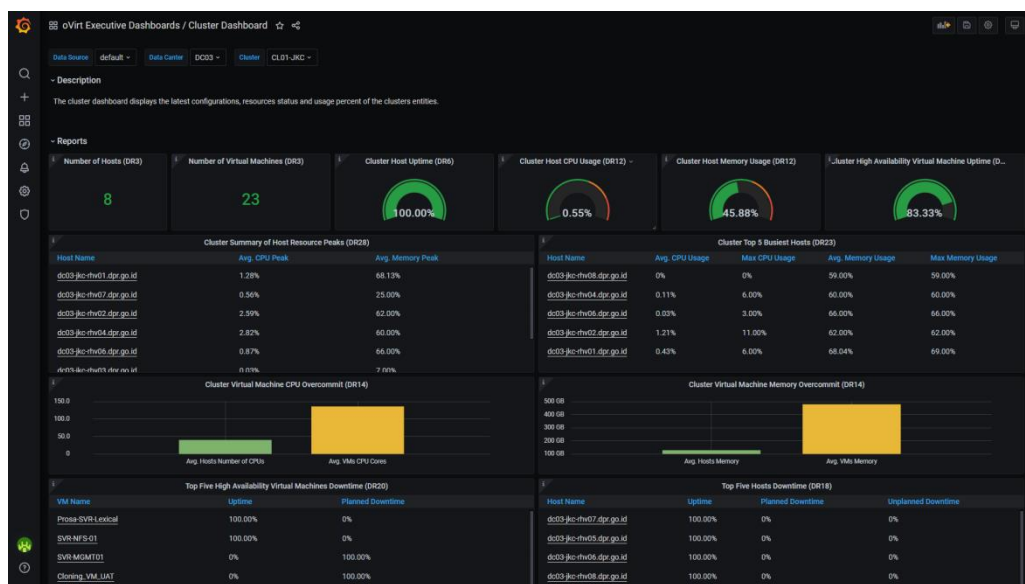 oVirt Executive Dashboards / Cluster Dashboard
Data Source default Data Center DC03 Cluster CL01-JKC
Description
The cluster dashboard displays the latest configurations, resources status and usage percent of the clusters entities.
Reports
Number of Hosts (DR3) Number of Virtual Machines (DR3) Cluster Host Uptime (DR6) Cluster Host CPU Usage (DR12) Cluster Host Memory Usage (DR12) Cluster High Availability Virtual Machine Uptime (D...
8 23 100.00% 0.55% 45.88% 83.33%
Cluster Summary of Host Resource Peaks (DR28)
Host Name Avg. CPU Peak Avg. Memory Peak
dc03-jkc-rhv01.dpr.go.id 1.28% 68.13%
dc03-jkc-rhv07.dpr.go.id 0.56% 25.00%
dc03-jkc-rhv02.dpr.go.id 2.59% 62.00%
dc03-jkc-rhv04.dpr.go.id 2.82% 60.00%
dc03-jkc-rhv06.dpr.go.id 0.87% 66.00%
dc03-jkc-rhv03.dpr.go.id 0.03% 7.00%
Cluster Top 5 Busiest Hosts (DR23)
Host Name Avg. CPU Usage Max CPU Usage Avg. Memory Usage Max Memory Usage
dc03-jkc-rhv08.dpr.go.id 0% 0% 59.00% 59.00%
dc03-jkc-rhv04.dpr.go.id 0.11% 6.00% 60.00% 60.00%
dc03-jkc-rhv06.dpr.go.id 0.03% 3.00% 66.00% 66.00%
dc03-jkc-rhv02.dpr.go.id 1.21% 11.00% 62.00% 62.00%
dc03-jkc-rhv01.dpr.go.id 0.43% 6.00% 68.04% 69.00%
Cluster Virtual Machine CPU Overcommit (DR14)
150.0
100.0
50.0
0
Avg. Hosts Number of CPUs Avg. VMs CPU Cores
Cluster Virtual Machine Memory Overcommit (DR14)
500 GB
400 GB
300 GB
200 GB
100 GB
Avg. Hosts Memory Avg. VMs Memory
Top Five High Availability Virtual Machines Downtime (DR20)
VM Name Uptime Planned Downtime
Prosa-SVR-Lexical 100.00% 0%
SVR-NFS-01 100.00% 0%
SVR-MGMT01 0% 100.00%
Cloning_VM_UAT 0% 100.00%
Top Five Hosts Downtime (DR18)
Host Name Uptime Planned Downtime Unplanned Downtime
dc03-jkc-rhv07.dpr.go.id 100.00% 0% 0%
dc03-jkc-rhv05.dpr.go.id 100.00% 0% 0%
dc03-jkc-rhv06.dpr.go.id 100.00% 0% 0%
dc03-jkc-rhv08.dpr.go.id 100.00% 0% 0%